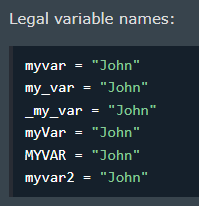 Legal variable names:
myvar = "John"
my_var = "John"
_my_var = "John"
myVar = "John"
MYVAR = "John"
myvar2 = "John"